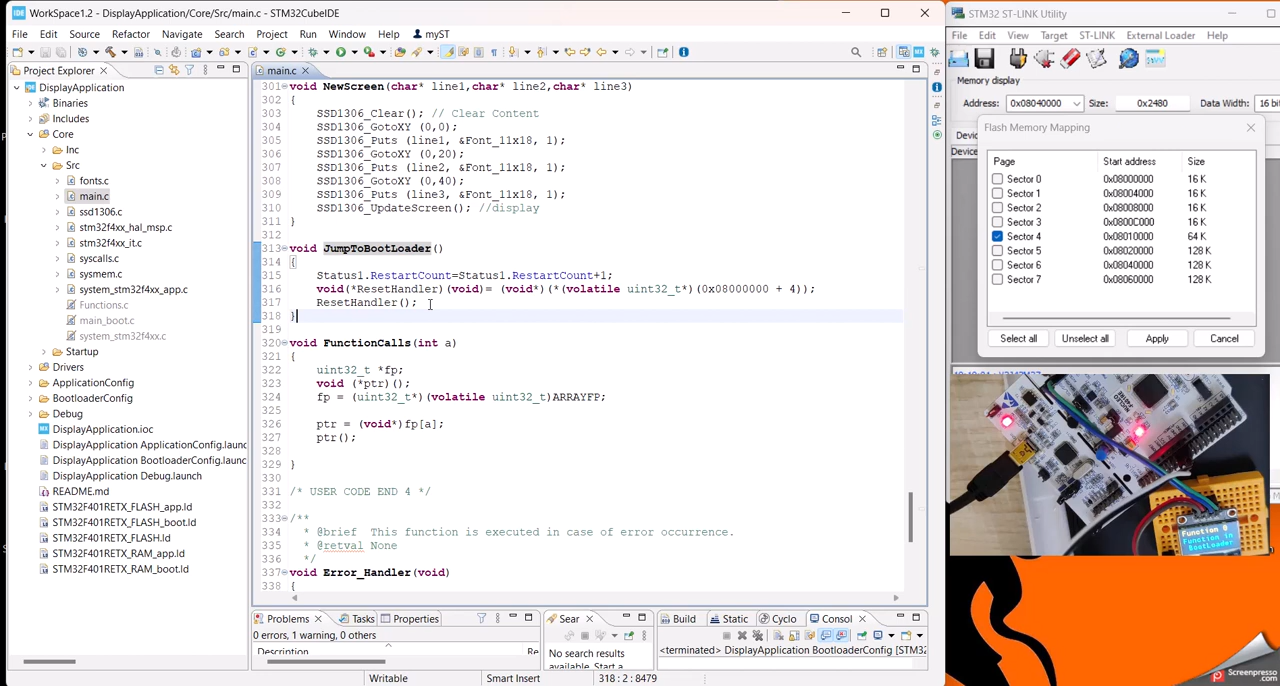 WorkSpace1.2 - DisplayApplication/Core/Src/main.c - STM32CubeIDE
File Edit Source Refactor Navigate Search Project Run Window Help myST
Project Explorer
DisplayApplication
Binaries
Includes
Core
Inc
Src
fonts.c
main.c
ssd1306.c
stm32f4xx_hal_msp.c
stm32f4xx_it.c
syscalls.c
sysmem.c
system_stm32f4xx_app.c
Functions.c
main_boot.c
system_stm32f4xx.c
Startup
Drivers
ApplicationConfig
BootloaderConfig
Debug
DisplayApplication.ioc
DisplayApplication ApplicationConfig.launc
DisplayApplication BootloaderConfig.launc
DisplayApplication Debug.launch
README.md
STM32F401RETX_FLASH_app.ld
STM32F401RETX_FLASH_boot.ld
STM32F401RETX_FLASH.ld
STM32F401RETX_RAM_app.ld
STM32F401RETX_RAM_boot.ld
main.c
301 void NewScreen(char* line1,char* line2,char* line3)
302 {
303 SSD1306_Clear(); // Clear Content
304 SSD1306_GotoXY (0,0);
305 SSD1306_Puts (line1, &Font_11x18, 1);
306 SSD1306_GotoXY (0,20);
307 SSD1306_Puts (line2, &Font_11x18, 1);
308 SSD1306_GotoXY (0,40);
309 SSD1306_Puts (line3, &Font_11x18, 1);
310 SSD1306_UpdateScreen(); //display
311 }
312
313 void JumpToBootLoader()
314 {
315 Status1.RestartCount=Status1.RestartCount+1;
316 void(*ResetHandler)(void)= (void*)(*(volatile uint32_t*)(0x08000000 + 4));
317 ResetHandler();
318 }
319
320 void FunctionCalls(int a)
321 {
322 uint32_t *fp;
323 void (*ptr)();
324 fp = (uint32_t*)(volatile uint32_t)ARRAYFP;
325
326 ptr = (void*)fp[a];
327 ptr();
328
329 }
330
331 /* USER CODE END 4 */
332
333 /**
334 * @brief This function is executed in case of error occurrence.
335 * @retval None
336 */
337 void Error_Handler(void)
338 {
Problems Tasks Properties
0 errors, 1 warning, 0 others
Description
Sear
No search results
available. Start a
Build Static Cyclo Consol
<terminated> DisplayApplication BootloaderConfig [STM3
Writable Smart Insert 318 : 2 : 8479
STM32 ST-LINK Utility
File Edit View Target ST-LINK External Loader Help
Memory display
Address: 0x08040000 Size: 0x2480 Data Width: 16 bi
Device
Flash Memory Mapping
Page Start address Size
Sector 0 0x08000000 16 K
Sector 1 0x08004000 16 K
Sector 2 0x08008000 16 K
Sector 3 0x0800C000 16 K
Sector 4 0x08010000 64 K
Sector 5 0x08020000 128 K
Sector 6 0x08040000 128 K
Sector 7 0x08060000 128 K
Select all Unselect all Apply Cancel
Function 0
Function in
BootLoader
Screenpresso
.com